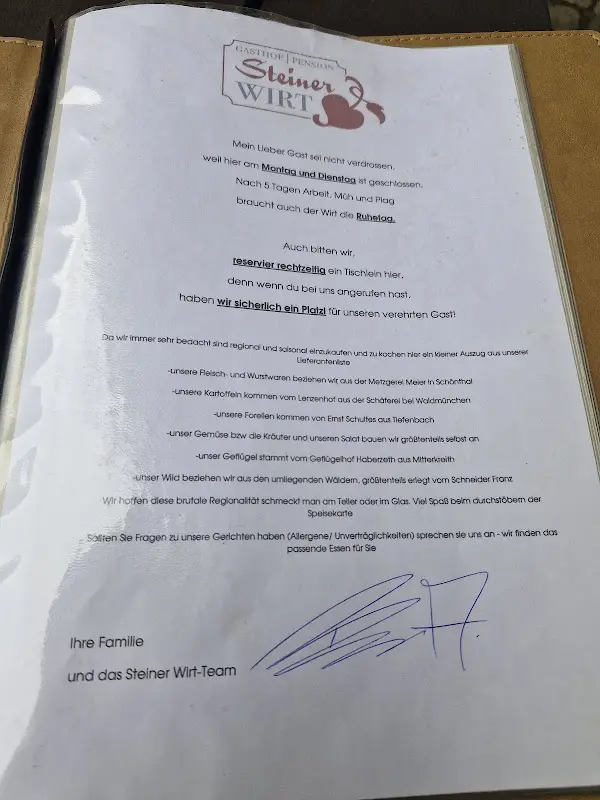 GASTHOF | PENSION
Steiner
WIRT
Mein Lieber Gast sei nicht verdrossen,
weil hier am Montag und Dienstag ist geschlossen.
Nach 5 Tagen Arbeit, Müh und Plag
braucht auch der Wirt die Ruhetag.
Auch bitten wir,
reservier rechtzeitig ein Tischlein hier,
denn wenn du bei uns angerufen hast,
haben wir sicherlich ein Platzl für unseren verehrten Gast!
Da wir immer sehr bedacht sind regional und saisonal einzukaufen und zu kochen hier ein kleiner Auszug aus unserer
Lieferantenliste
-unsere Fleisch- und Wurstwaren beziehen wir aus der Metzgerei Meier in Schönthal
-unsere Kartoffeln kommen vom Lenzenhof aus der Schäferei bei Waldmünchen
-unsere Forellen kommen von Ernst Schultes aus Tiefenbach
-unser Gemüse bzw die Kräuter und unseren Salat bauen wir größtenteils selbst an
-unser Geflügel stammt vom Geflügelhof Haberzeth aus Mitterkreith
-unser Wild beziehen wir aus den umliegenden Wäldern, größtenteils erlegt vom Schneider Franz
Wir hoffen diese brutale Regionalität schmeckt man am Teller oder im Glas. Viel Spaß beim durchstöbern der
Speisekarte
Sollten Sie Fragen zu unsere Gerichten haben (Allergene/ Unverträglichkeiten) sprechen sie uns an - wir finden das
passende Essen für Sie
Ihre Familie
und das Steiner Wirt-Team